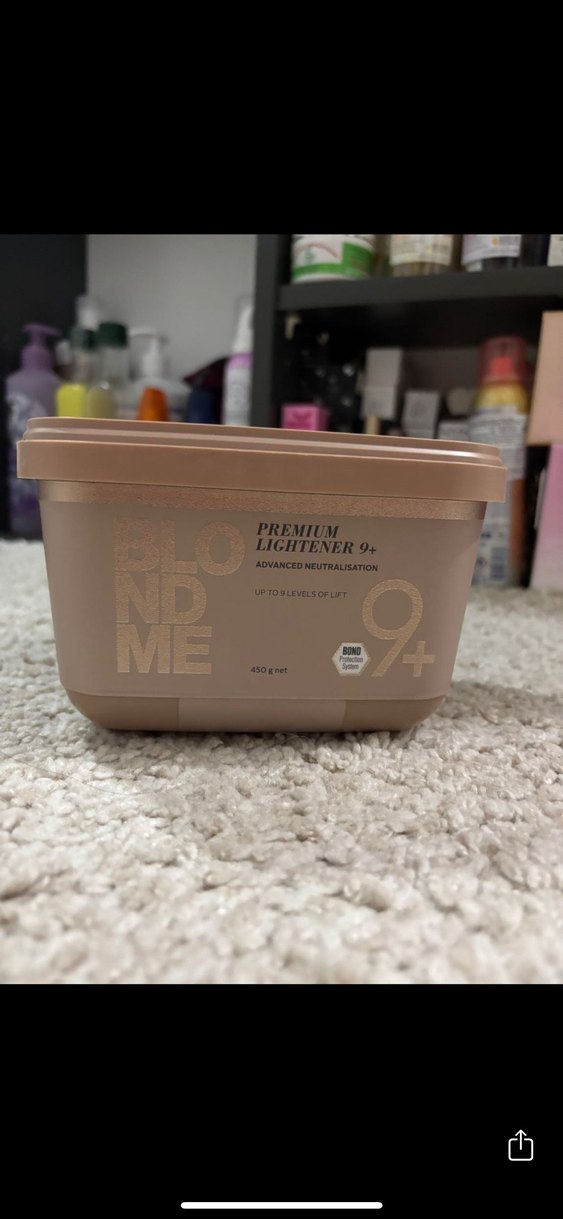 BLO
ND
ME
PREMIUM
LIGHTENER 9+
ADVANCED NEUTRALISATION
UP TO 9 LEVELS OF LIFT
9+
BOND
Protection
System
450 g net